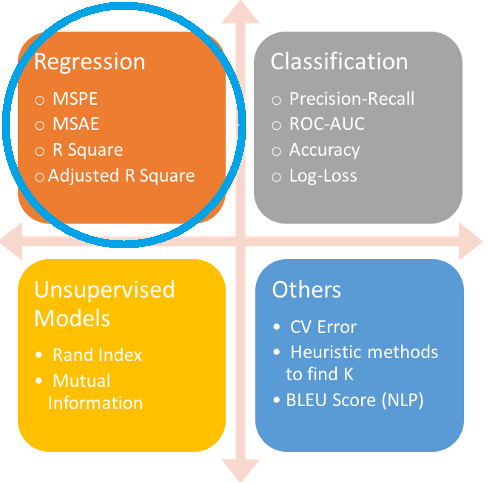 Regression
o MSPE
o MSAE
o R Square
o Adjusted R Square
Classification
o Precision-Recall
o ROC-AUC
o Accuracy
o Log-Loss
Unsupervised
Models
• Rand Index
• Mutual
Information
Others
• CV Error
• Heuristic methods
to find K
• BLEU Score (NLP)